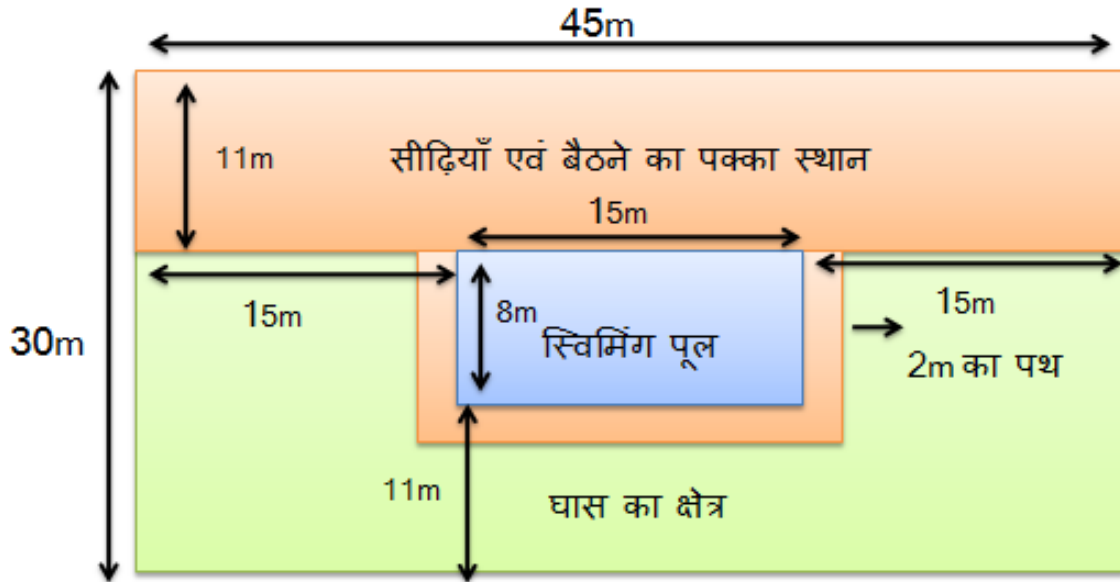 45m
11m
सीढ़ियाँ एवं बैठने का पक्का स्थान
15m
30m
15m
8m
स्विमिंग पूल
15m
2m का पथ
11m
घास का क्षेत्र